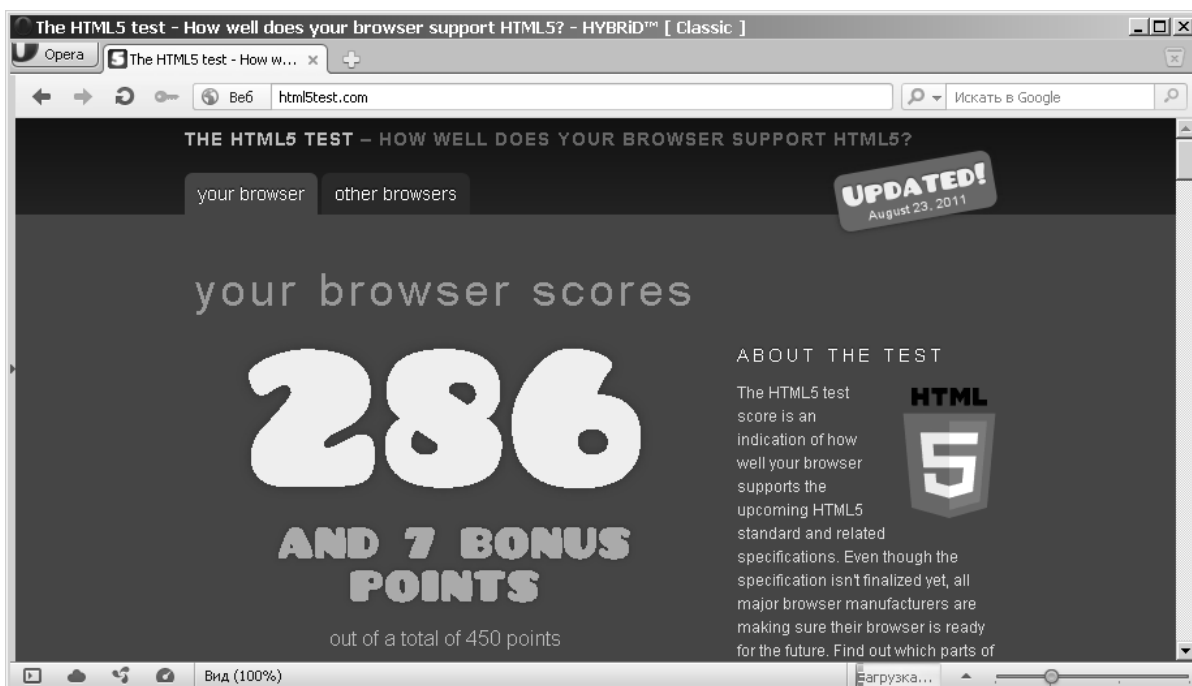 The HTML5 test - How well does your browser support HTML5? - HYBRiD™ [ Classic ]
Opera
The HTML5 test - How w...
Веб
html5test.com
Искать в Google
THE HTML5 TEST – HOW WELL DOES YOUR BROWSER SUPPORT HTML5?
your browser
other browsers
UPDATED!
August 23, 2011
your browser scores
286
AND 7 BONUS
POINTS
out of a total of 450 points
ABOUT THE TEST
HTML
5
The HTML5 test
score is an
indication of how
well your browser
supports the
upcoming HTML5
standard and related
specifications. Even though the
specification isn't finalized yet, all
major browser manufacturers are
making sure their browser is ready
for the future. Find out which parts of
Вид (100%)